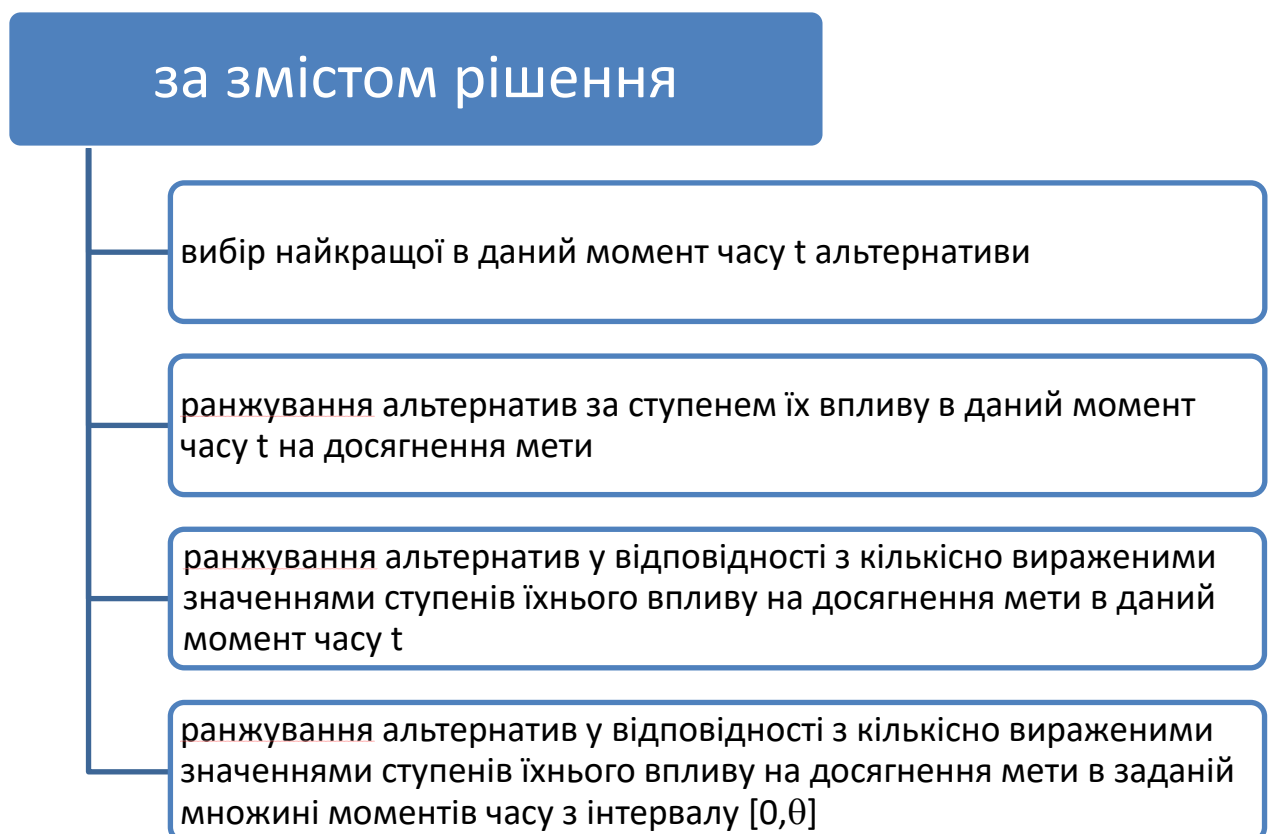 за змістом рішення
вибір найкращої в даний момент часу t альтернативи
ранжування альтернатив за ступенем їх впливу в даний момент
часу t на досягнення мети
ранжування альтернатив у відповідності з кількісно вираженими
значеннями ступенів їхнього впливу на досягнення мети в даний
момент часу t
ранжування альтернатив у відповідності з кількісно вираженими
значеннями ступенів їхнього впливу на досягнення мети в заданій
множині моментів часу з інтервалу [0,θ]